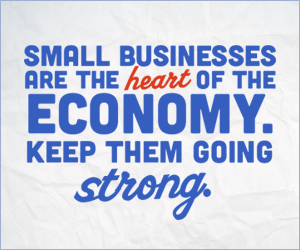 SMALL BUSINESSES
ARE THE heart OF THE
ECONOMY.
KEEP THEM GOING
strong.